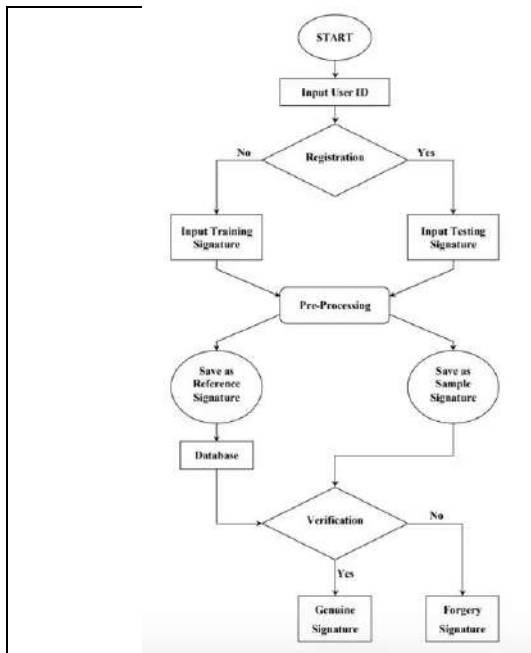 START
Input User ID
No
Yes
Registration
Input Training
Signature
Input Testing
Signature
Pre-Processing
Save as
Reference
Signature
Save as
Sample
Signature
Database
Verification
No
Yes
Genuine
Signature
Forgery
Signature